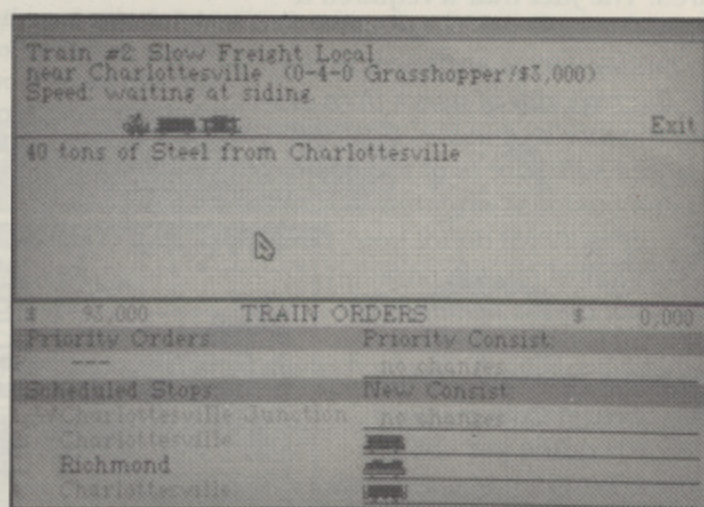 Train #2 Slow Freight Local
near Charlottesville (0-4-0 Grasshopper/$3,000)
Speed: waiting at siding
Exit
40 tons of Steel from Charlottesville
$ 93,000 TRAIN ORDERS $ 0,000
Priority Orders: Priority Consist:
--- no changes
Scheduled Stops: New Consist:
Charlottesville Junction no changes
Charlottesville
Richmond
Charlottesville